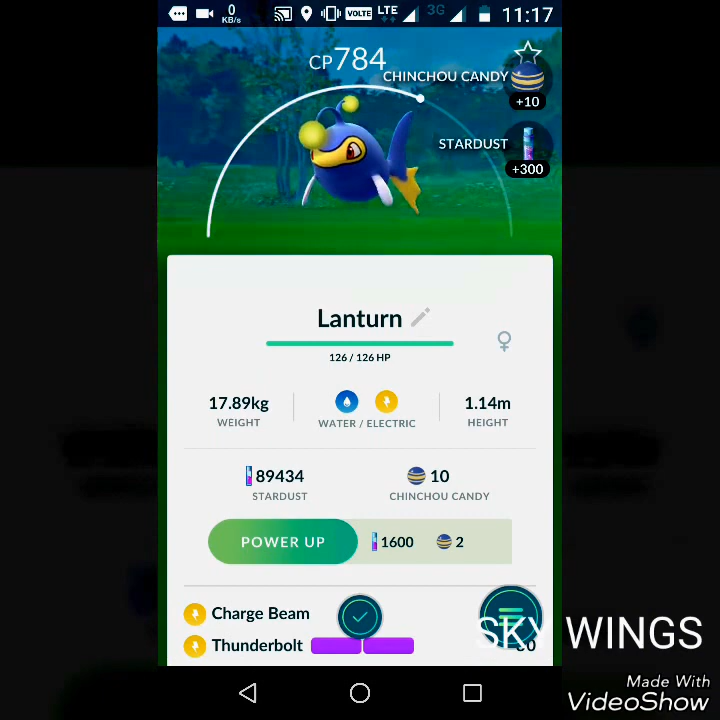 0
KB/s
VOLTE
LTE
3G
11:17
CP784
CHINCHOU CANDY
+10
STARDUST
+300
Lanturn
126 / 126 HP
17.89kg
WEIGHT
WATER / ELECTRIC
1.14m
HEIGHT
89434
STARDUST
10
CHINCHOU CANDY
POWER UP
1600
2
Charge Beam
Thunderbolt
SKY WINGS
Made With
VideoShow